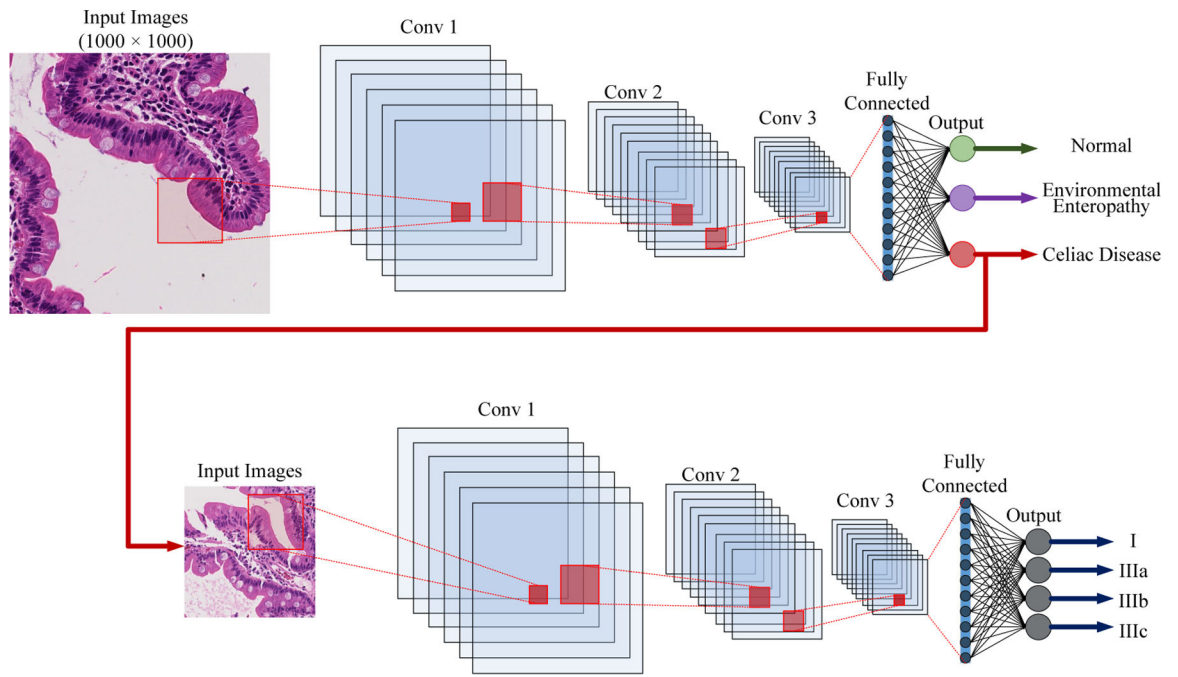 Input Images
(1000 × 1000)
Conv 1
Conv 2
Conv 3
Fully
Connected
Output
Normal
Environmental
Enteropathy
Celiac Disease
Input Images
Conv 1
Conv 2
Conv 3
Fully
Connected
Output
I
IIIa
IIIb
IIIc